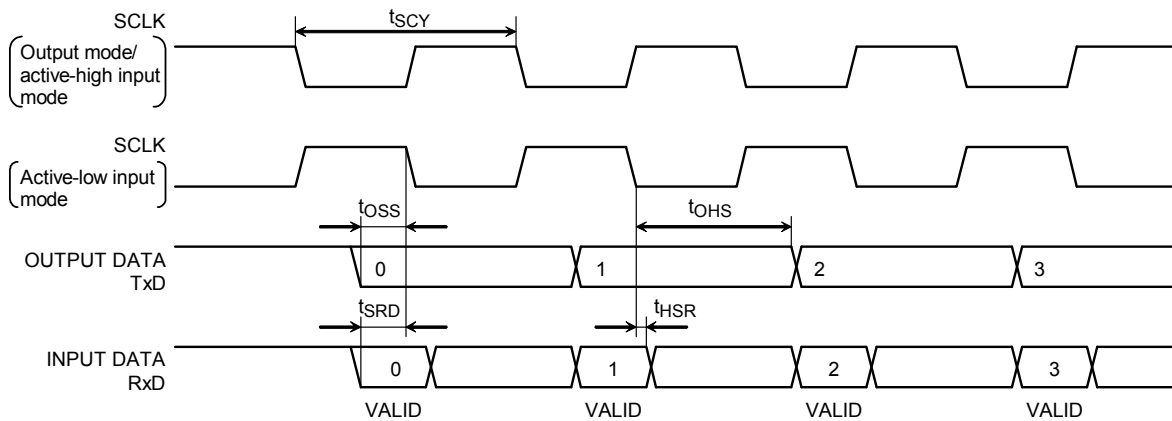 SCLK
Output mode/
active-high input
mode
tSCY
SCLK
Active-low input
mode
tOSS
tOHS
OUTPUT DATA
TxD
0
1
2
3
tSRD
tHSR
INPUT DATA
RxD
0
1
2
3
VALID
VALID
VALID
VALID